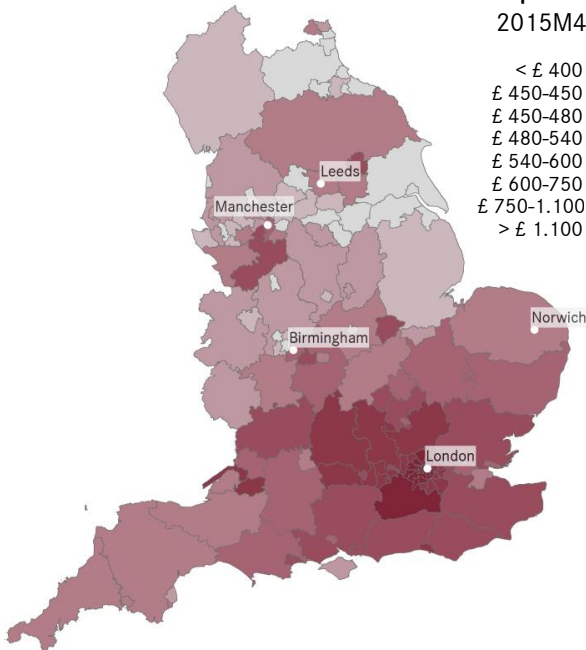 2015M4
< £ 400
£ 450-450
£ 450-480
£ 480-540
£ 540-600
£ 600-750
£ 750-1.100
> £ 1.100
Leeds
Manchester
Norwich
Birmingham
London